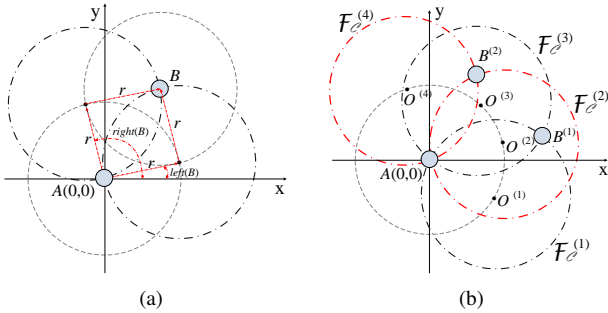 y
B
r
r
r
r
right(B)
left(B)
A(0,0)
x
(a)
y
ℱ_𝒞^(4)
B^(2)
ℱ_𝒞^(3)
O^(4)
O^(3)
ℱ_𝒞^(2)
B^(1)
O^(2)
A(0,0)
x
O^(1)
ℱ_𝒞^(1)
(b)